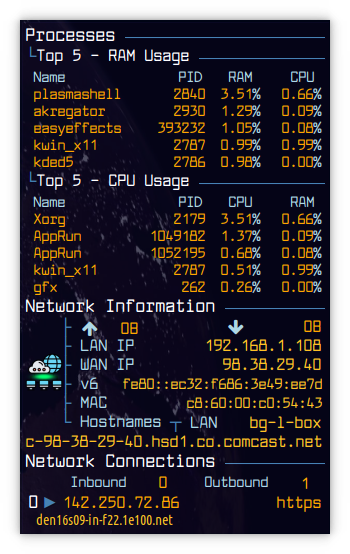 Processes
Top 5 - RAM Usage
Name PID RAM CPU
plasmashell 2840 3.51% 0.66%
akregator 2930 1.29% 0.09%
easyeffects 393232 1.05% 0.08%
kwin_x11 2787 0.99% 0.99%
kded5 2786 0.98% 0.00%
Top 5 - CPU Usage
Name PID CPU RAM
Xorg 2179 3.51% 0.66%
AppRun 1049182 1.37% 0.09%
AppRun 1052195 0.68% 0.08%
kwin_x11 2787 0.51% 0.99%
gfx 262 0.26% 0.00%
Network Information
0B 0B
LAN IP 192.168.1.108
WAN IP 98.38.29.40
v6 fe80::ec32:f686:3e49:ee7d
MAC c8:60:00:c0:54:43
Hostnames LAN bg-l-box
c-98-38-29-40.hsd1.co.comcast.net
Network Connections
Inbound 0 Outbound 1
0 ▶ 142.250.72.86 https
den16s09-in-f22.1e100.net